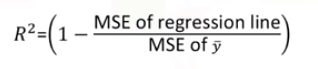 R²=(1 − MSE of regression line / MSE of ȳ)